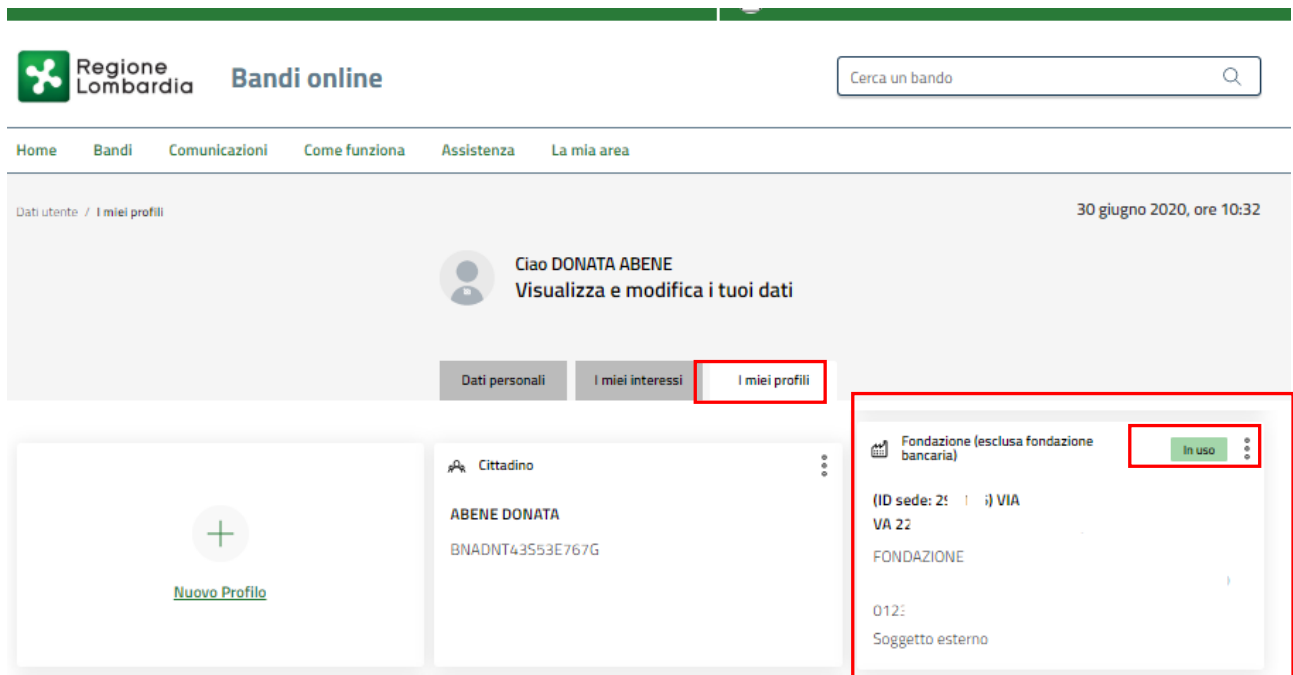 Regione
Lombardia
Bandi online
Cerca un bando
Home Bandi Comunicazioni Come funziona Assistenza La mia area
Dati utente / I miei profili
30 giugno 2020, ore 10:32
Ciao DONATA ABENE
Visualizza e modifica i tuoi dati
Dati personali I miei interessi I miei profili
Nuovo Profilo
Cittadino
ABENE DONATA
BNADNT43S53E767G
Fondazione (esclusa fondazione
bancaria)
In uso
(ID sede: VIA
VA 22
FONDAZIONE
012
Soggetto esterno